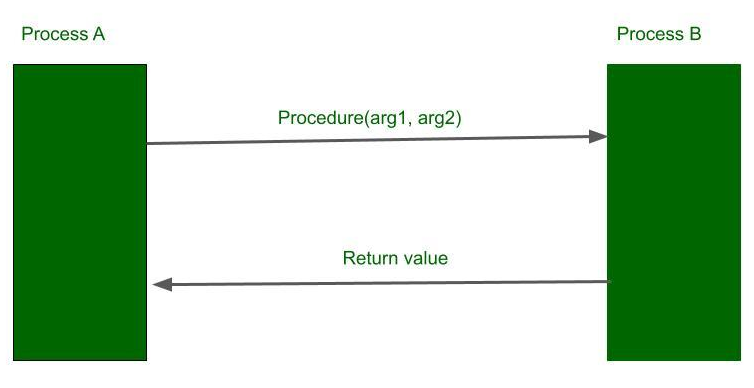 Process A
Process B
Procedure(arg1, arg2)
Return value